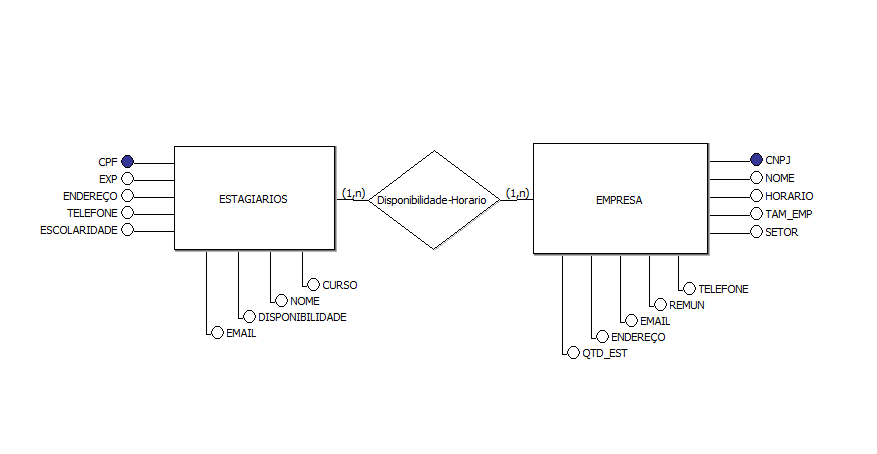 CPF
EXP
ENDEREÇO
TELEFONE
ESCOLARIDADE
ESTAGIARIOS
CURSO
NOME
DISPONIBILIDADE
EMAIL
(1,n)
Disponibilidade-Horario
(1,n)
EMPRESA
CNPJ
NOME
HORARIO
TAM_EMP
SETOR
TELEFONE
REMUN
EMAIL
ENDEREÇO
QTD_EST